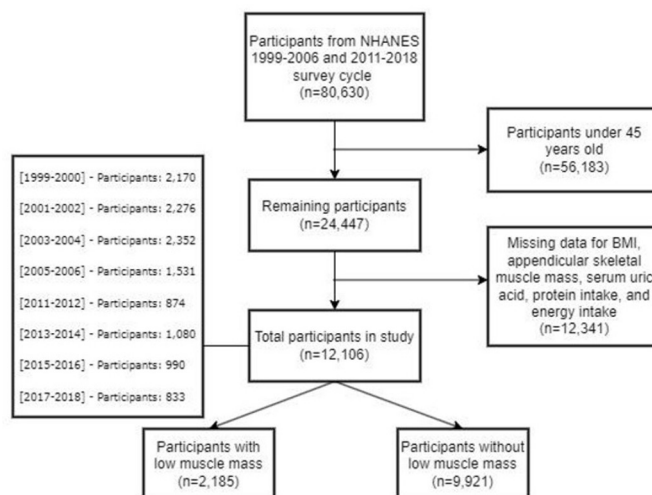 Participants from NHANES
1999-2006 and 2011-2018
survey cycle
(n=80,630)
Participants under 45
years old
(n=56,183)
[1999-2000] - Participants: 2,170
[2001-2002] - Participants: 2,276
[2003-2004] - Participants: 2,352
[2005-2006] - Participants: 1,531
[2011-2012] - Participants: 874
[2013-2014] - Participants: 1,080
[2015-2016] - Participants: 990
[2017-2018] - Participants: 833
Remaining participants
(n=24,447)
Missing data for BMI,
appendicular skeletal
muscle mass, serum uric
acid, protein intake, and
energy intake
(n=12,341)
Total participants in study
(n=12,106)
Participants with
low muscle mass
(n=2,185)
Participants without
low muscle mass
(n=9,921)